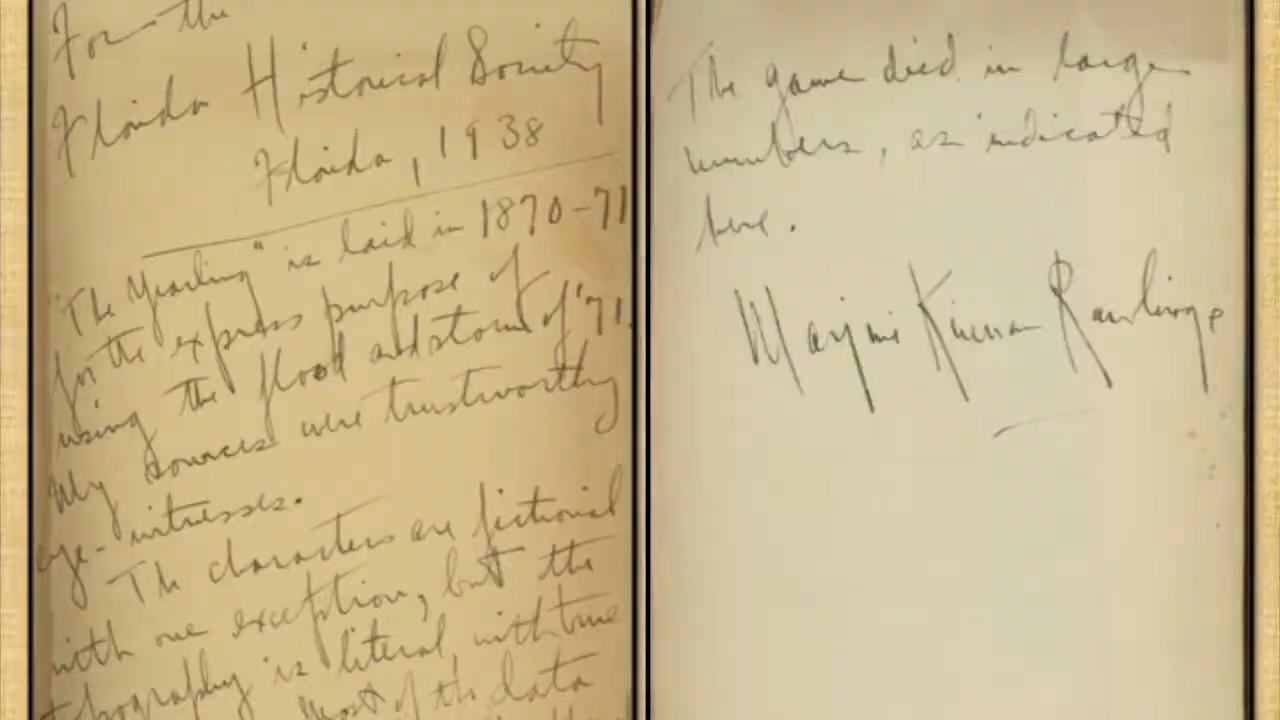 For the
Florida Historical Society
Florida, 1938
"The Yearling" is laid in 1870-71
for the express purpose of
using the flood and storm of '71.
My sources were trustworthy
eye-witnesses.
The characters are fictional
with one exception, but the
topography is literal, with true
Most of the data
The game died in large
numbers, as indicated
here.
Marjorie Kinnan Rawlings